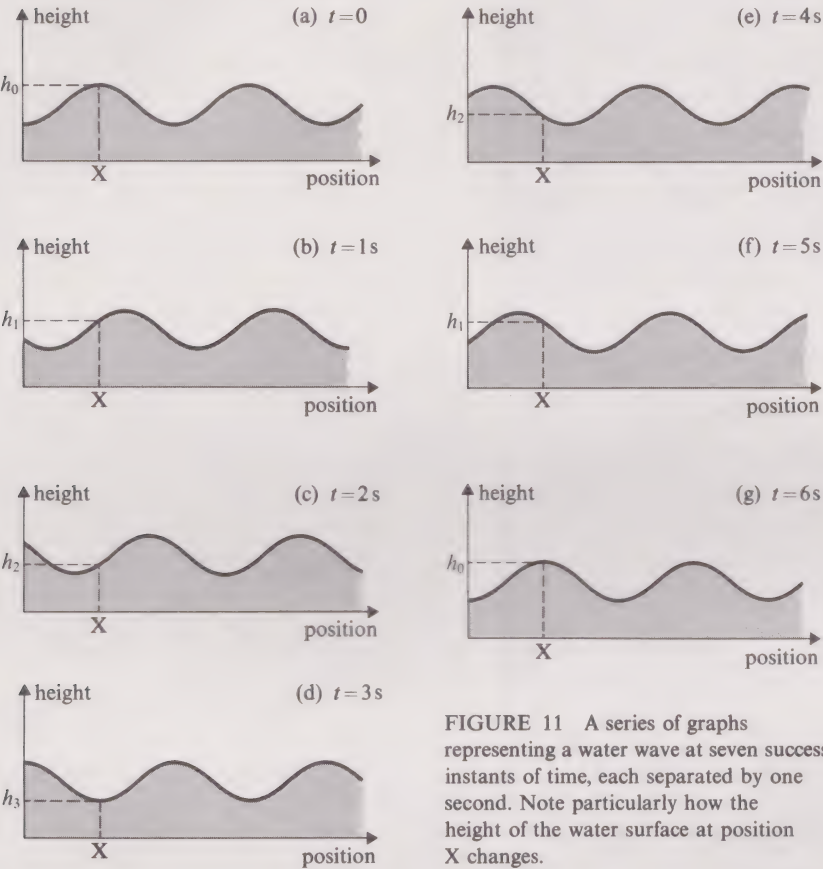 height
(a) t=0
h₀
X
position
height
(b) t=1s
h₁
X
position
height
(c) t=2s
h₂
X
position
height
(d) t=3s
h₃
X
position
height
(e) t=4s
h₂
X
position
height
(f) t=5s
h₁
X
position
height
(g) t=6s
h₀
X
position
FIGURE 11 A series of graphs
representing a water wave at seven
instants of time, each separated by one
second. Note particularly how the
height of the water surface at position
X changes.